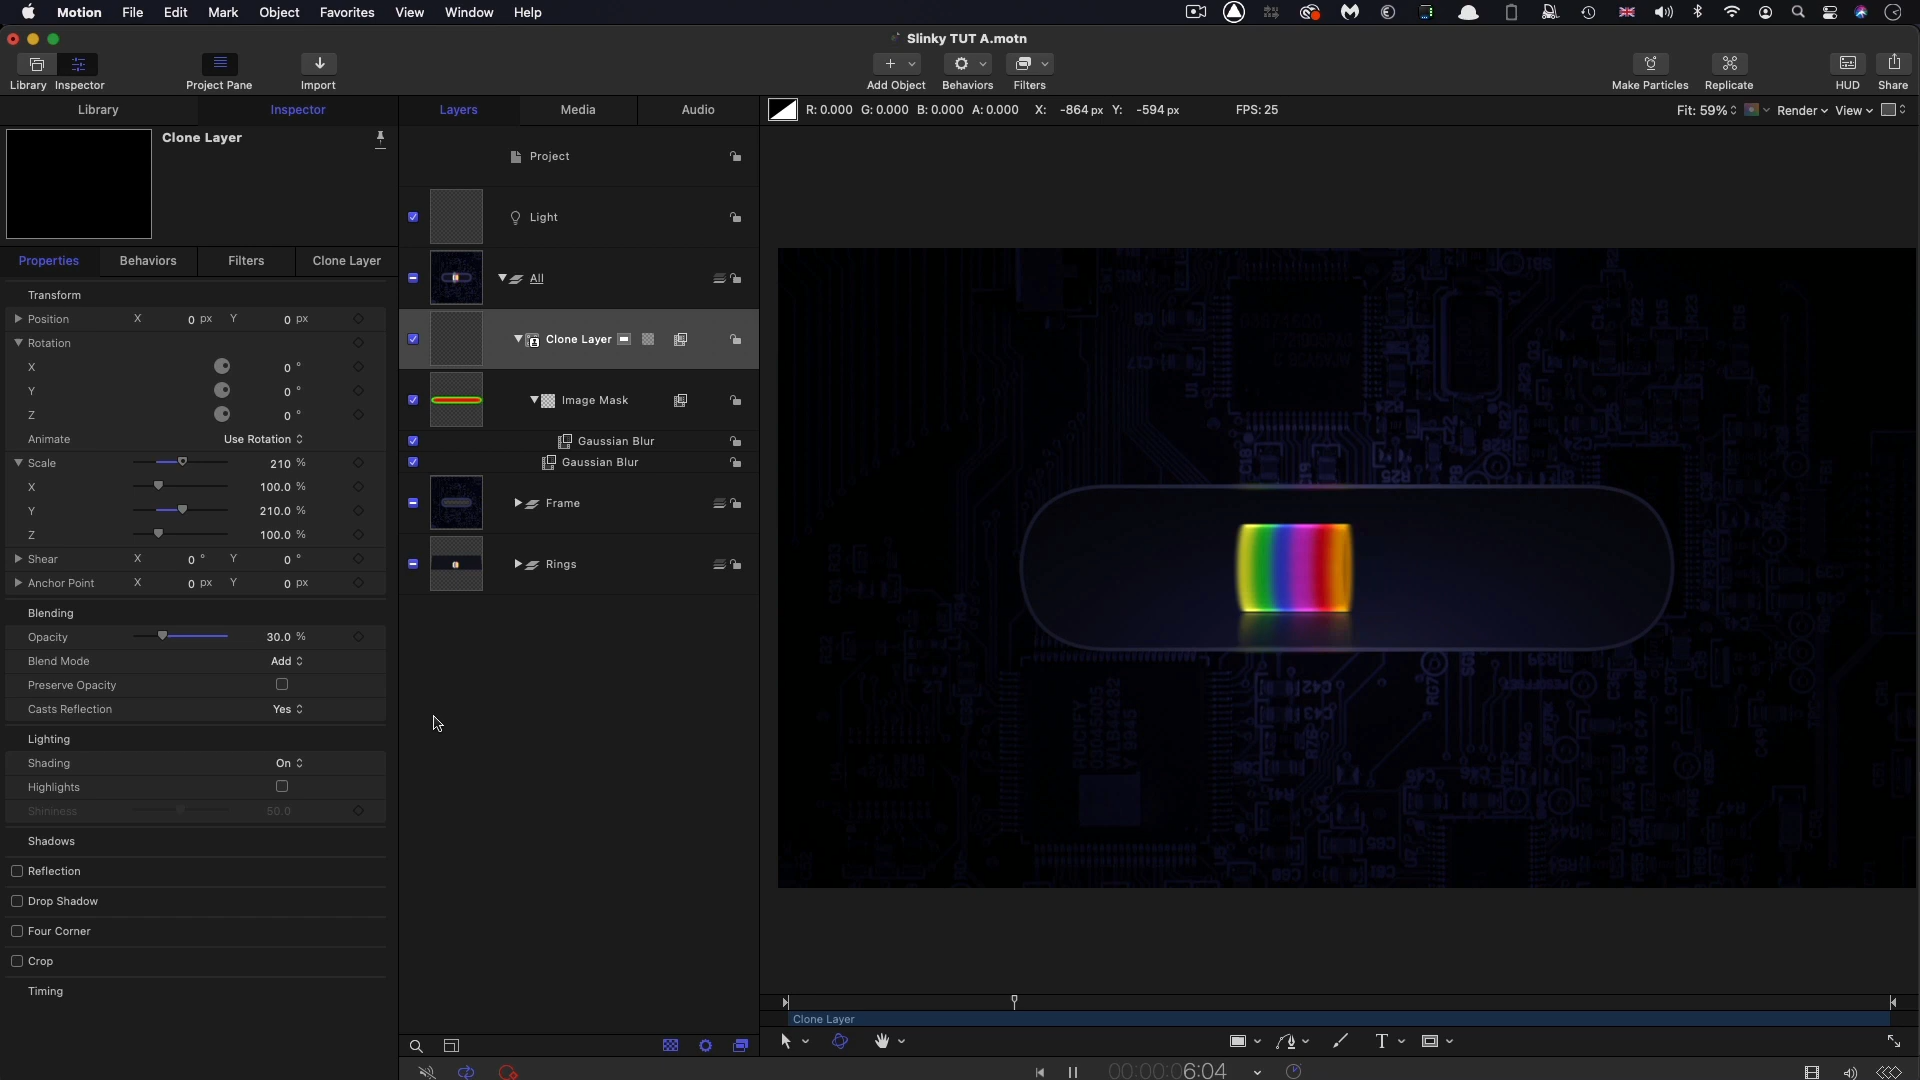 Motion File Edit Mark Object Favorites View Window Help
Slinky TUT A.motn
Library Inspector Project Pane Import Add Object Behaviors Filters Make Particles Replicate HUD Share
Library Inspector Layers Media Audio R: 0.000 G: 0.000 B: 0.000 A: 0.000 X: -864 px Y: -594 px FPS: 25 Fit: 59% Render View
Clone Layer
Project
Light
Properties Behaviors Filters Clone Layer
All
Transform
Position X 0 px Y 0 px
Rotation
Clone Layer
X 0 °
Y 0 °
Image Mask
Z 0 °
Animate Use Rotation
Gaussian Blur
Scale 210 %
Gaussian Blur
X 100.0 %
Y 210.0 %
Frame
Z 100.0 %
Shear X 0 ° Y 0 °
Rings
Anchor Point X 0 px Y 0 px
Blending
Opacity 30.0 %
Blend Mode Add
Preserve Opacity
Casts Reflection Yes
Lighting
Shading On
Highlights
Shininess 50.0
Shadows
Reflection
Drop Shadow
Four Corner
Crop
Timing
Clone Layer
T
00:00:06:04